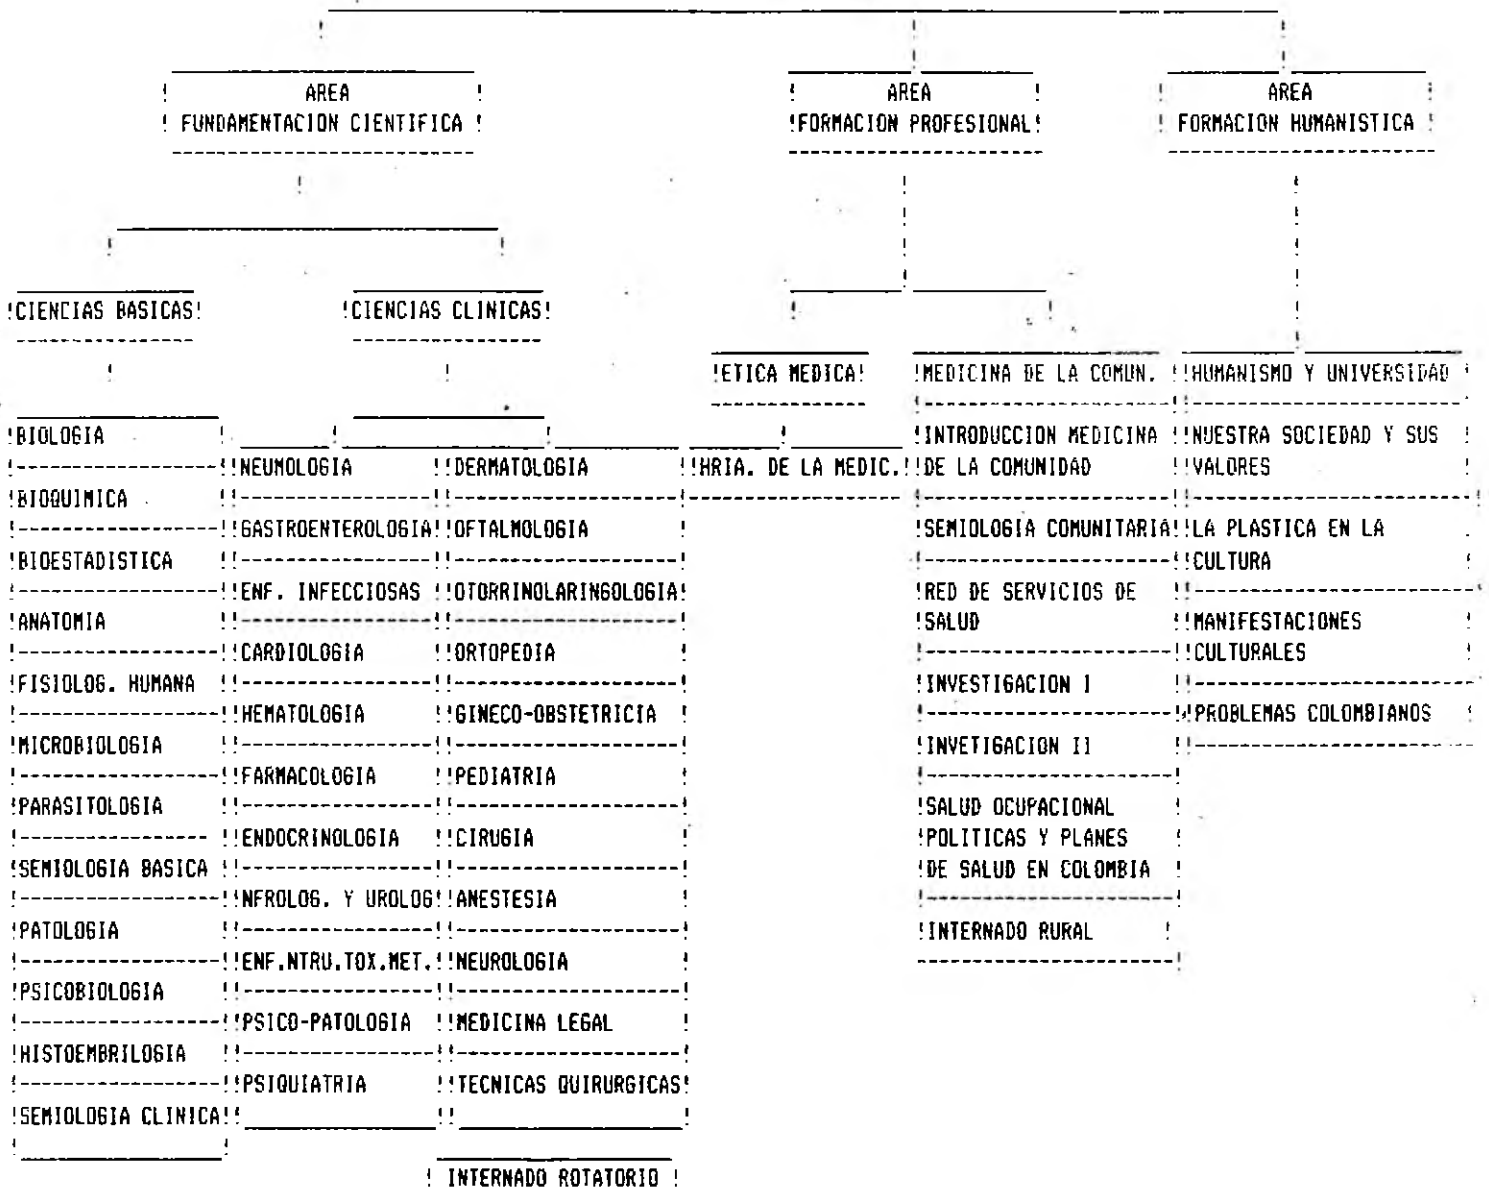 AREA
FUNDAMENTACION CIENTIFICA
AREA
FORMACION PROFESIONAL
AREA
FORMACION HUMANISTICA
CIENCIAS BASICAS
CIENCIAS CLINICAS
BIOLOGIA
BIOQUIMICA
BIOESTADISTICA
ANATOMIA
FISIOLOG. HUMANA
MICROBIOLOGIA
PARASITOLOGIA
SEMIOLOGIA BASICA
PATOLOGIA
PSICOBIOLOGIA
HISTOEMBRILOGIA
SEMIOLOGIA CLINICA
NEUMOLOGIA
GASTROENTEROLOGIA
ENF. INFECCIOSAS
CARDIOLOGIA
HEMATOLOGIA
FARMACOLOGIA
ENDOCRINOLOGIA
NFROLOG. Y UROLOG
ENF.NTRU.TOX.MET.
PSICO-PATOLOGIA
PSIQUIATRIA
DERMATOLOGIA
OFTALMOLOGIA
OTORRINOLARINGOLOGIA
ORTOPEDIA
GINECO-OBSTETRICIA
PEDIATRIA
CIRUGIA
ANESTESIA
NEUROLOGIA
MEDICINA LEGAL
TECNICAS QUIRURGICAS
INTERNADO ROTATORIO
ETICA MEDICA
HRIA. DE LA MEDIC.
MEDICINA DE LA COMUN.
INTRODUCCION MEDICINA
DE LA COMUNIDAD
SEMIOLOGIA COMUNITARIA
RED DE SERVICIOS DE
SALUD
INVESTIGACION I
INVETIGACION II
SALUD OCUPACIONAL
POLITICAS Y PLANES
DE SALUD EN COLOMBIA
INTERNADO RURAL
HUMANISMO Y UNIVERSIDAD
NUESTRA SOCIEDAD Y SUS
VALORES
LA PLASTICA EN LA
CULTURA
MANIFESTACIONES
CULTURALES
PROBLEMAS COLOMBIANOS